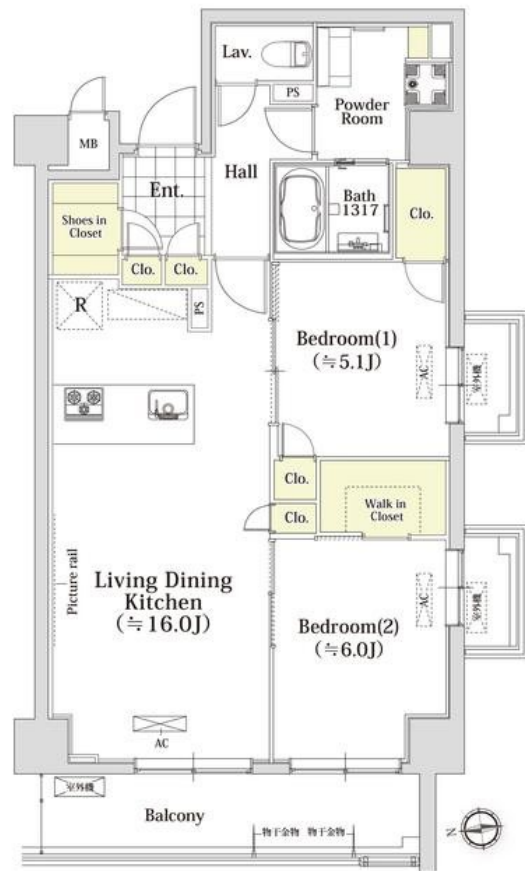 Lav.
PS
Powder
Room
MB
Ent.
Hall
Bath
1317
Clo.
Shoes in
Closet
Clo.
Clo.
R
PS
Bedroom(1)
(≒5.1J)
AC
室外機
Clo.
Clo.
Walk in
Closet
Picture rail
Living Dining
Kitchen
(≒16.0J)
Bedroom(2)
(≒6.0J)
AC
室外機
AC
室外機
Balcony
物干金物 物干金物
N